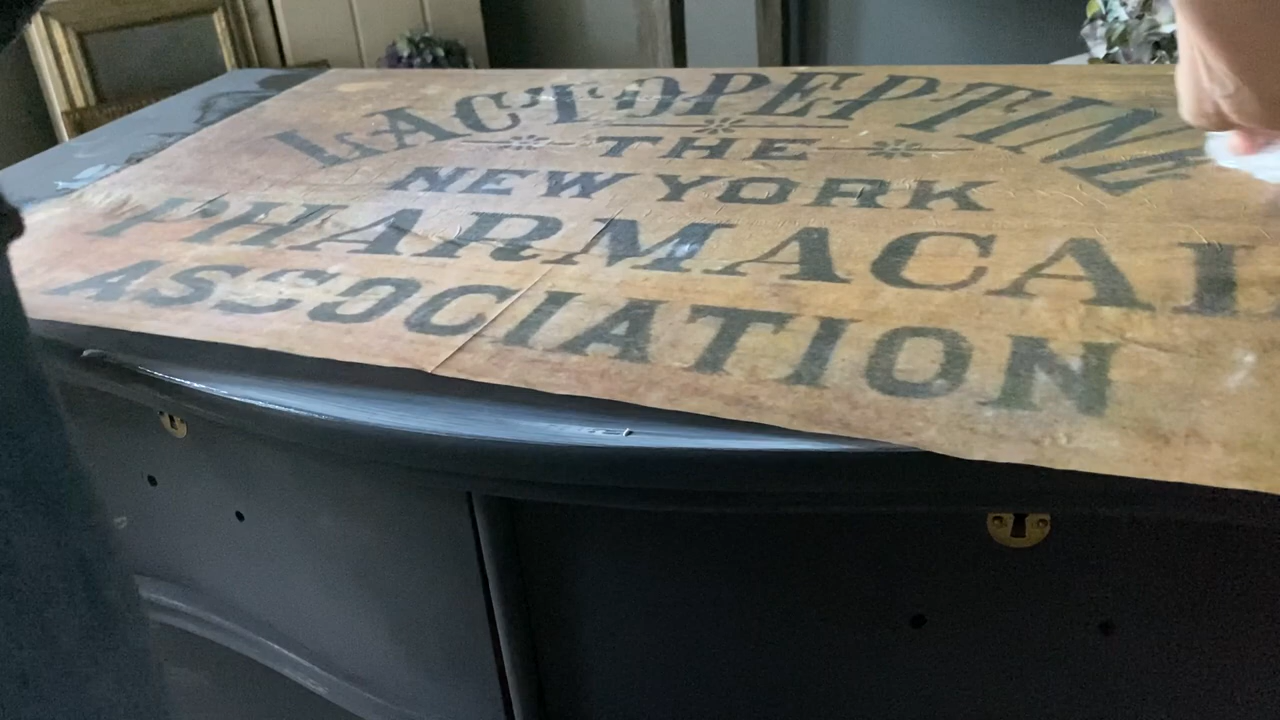 LACTOPEPTINE
THE
NEW YORK
PHARMACAL
ASSOCIATION